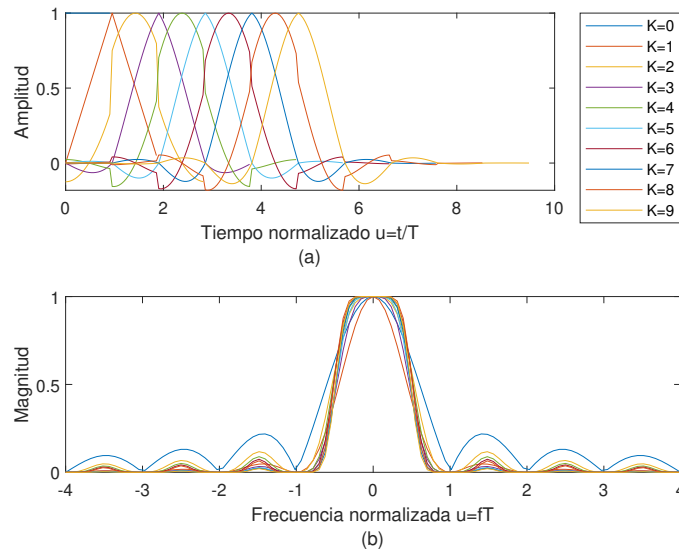 1
0.5
0
Amplitud
0 2 4 6 8 10
Tiempo normalizado u=t/T
(a)
K=0
K=1
K=2
K=3
K=4
K=5
K=6
K=7
K=8
K=9
1
0.5
0
Magnitud
-4 -3 -2 -1 0 1 2 3 4
Frecuencia normalizada u=fT
(b)